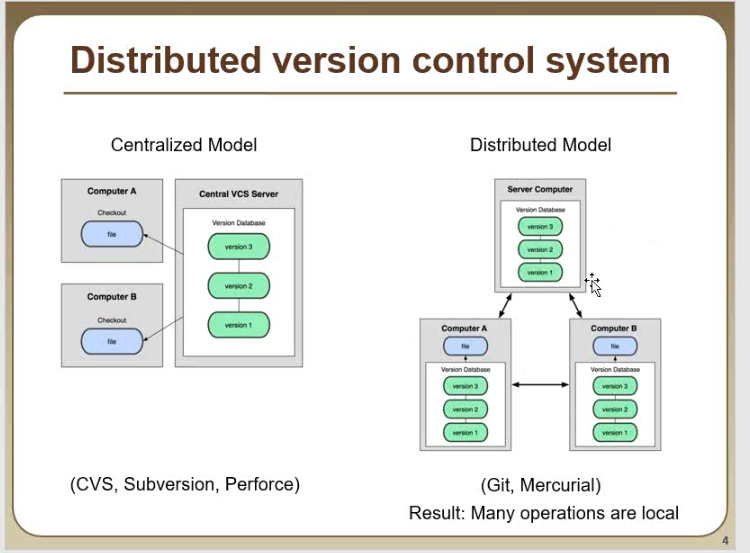 Distributed version control system
Centralized Model
Computer A
Checkout
file
Computer B
Checkout
file
Central VCS Server
Version Database
version 3
version 2
version 1
(CVS, Subversion, Perforce)
Distributed Model
Server Computer
Version Database
version 3
version 2
version 1
Computer A
file
Version Database
version 3
version 2
version 1
Computer B
file
Version Database
version 3
version 2
version 1
(Git, Mercurial)
Result: Many operations are local
4